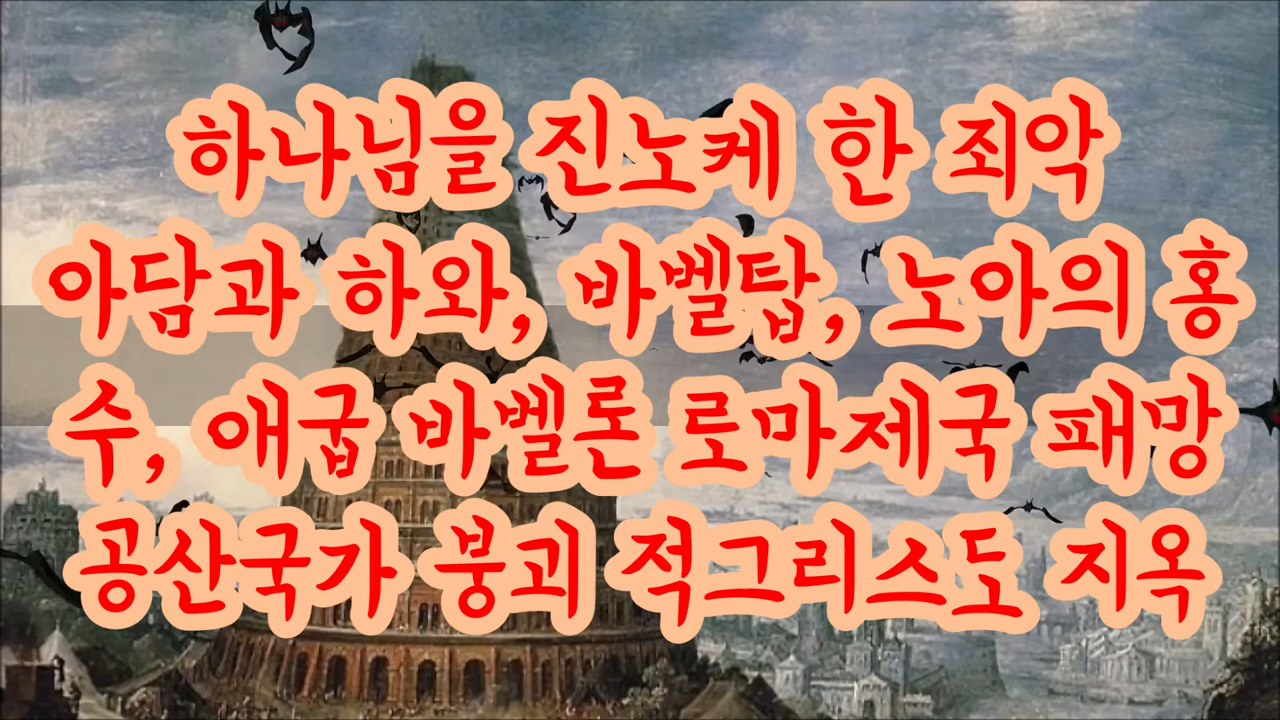 하나님을 진노케 한 죄악
아담과 하와, 바벨탑, 노아의 홍
수, 애굽 바벨론 로마제국 패망
공산국가 붕괴 적그리스도 지옥